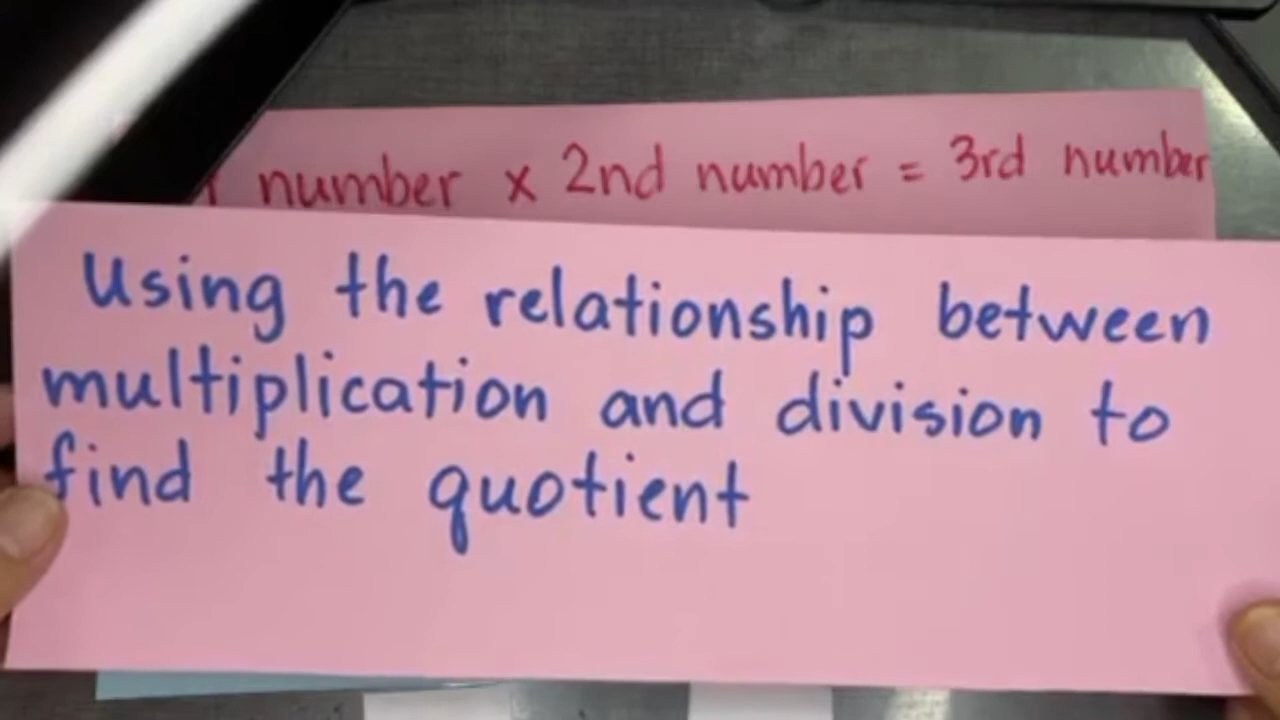 number x 2nd number = 3rd number
Using the relationship between
multiplication and division to
find the quotient